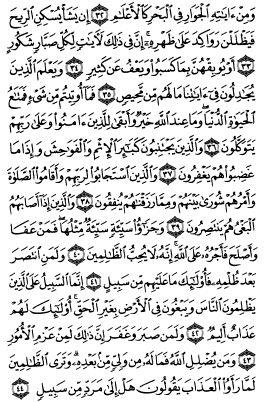 وَمِنْ ءَايَٰتِهِ ٱلْجَوَارِ فِى ٱلْبَحْرِ كَٱلْأَعْلَٰمِ ٣٢ إِن يَشَأْ يُسْكِنِ ٱلرِّيحَ
فَيَظْلَلْنَ رَوَاكِدَ عَلَىٰ ظَهْرِهِۦٓ إِنَّ فِى ذَٰلِكَ لَءَايَٰتٍ لِّكُلِّ صَبَّارٍ شَكُورٍ
٣٣ أَوْ يُوبِقْهُنَّ بِمَا كَسَبُوا۟ وَيَعْفُ عَن كَثِيرٍ ٣٤ وَيَعْلَمَ ٱلَّذِينَ
يُجَٰدِلُونَ فِىٓ ءَايَٰتِنَا مَا لَهُم مِّن مَّحِيصٍ ٣٥ فَمَآ أُوتِيتُم مِّن شَىْءٍ فَمَتَٰعُ
ٱلْحَيَوٰةِ ٱلدُّنْيَا وَمَا عِندَ ٱللَّهِ خَيْرٌ وَأَبْقَىٰ لِلَّذِينَ ءَامَنُوا۟ وَعَلَىٰ رَبِّهِمْ
يَتَوَكَّلُونَ ٣٦ وَٱلَّذِينَ يَجْتَنِبُونَ كَبَٰٓئِرَ ٱلْإِثْمِ وَٱلْفَوَٰحِشَ وَإِذَا مَا
غَضِبُوا۟ هُمْ يَغْفِرُونَ ٣٧ وَٱلَّذِينَ ٱسْتَجَابُوا۟ لِرَبِّهِمْ وَأَقَامُوا۟ ٱلصَّلَوٰةَ
وَأَمْرُهُمْ شُورَىٰ بَيْنَهُمْ وَمِمَّا رَزَقْنَٰهُمْ يُنفِقُونَ ٣٨ وَٱلَّذِينَ إِذَآ أَصَابَهُمُ
ٱلْبَغْىُ هُمْ يَنتَصِرُونَ ٣٩ وَجَزَٰٓؤُا۟ سَيِّئَةٍ سَيِّئَةٌ مِّثْلُهَا فَمَنْ عَفَا
وَأَصْلَحَ فَأَجْرُهُۥ عَلَى ٱللَّهِ إِنَّهُۥ لَا يُحِبُّ ٱلظَّٰلِمِينَ ٤٠ وَلَمَنِ ٱنتَصَرَ
بَعْدَ ظُلْمِهِۦ فَأُو۟لَٰٓئِكَ مَا عَلَيْهِم مِّن سَبِيلٍ ٤١ إِنَّمَا ٱلسَّبِيلُ عَلَى ٱلَّذِينَ
يَظْلِمُونَ ٱلنَّاسَ وَيَبْغُونَ فِى ٱلْأَرْضِ بِغَيْرِ ٱلْحَقِّ أُو۟لَٰٓئِكَ لَهُمْ
عَذَابٌ أَلِيمٌ ٤٢ وَلَمَن صَبَرَ وَغَفَرَ إِنَّ ذَٰلِكَ لَمِنْ عَزْمِ ٱلْأُمُورِ
٤٣ وَمَن يُضْلِلِ ٱللَّهُ فَمَا لَهُۥ مِن وَلِىٍّ مِّنۢ بَعْدِهِۦ وَتَرَى ٱلظَّٰلِمِينَ
لَمَّا رَأَوُا۟ ٱلْعَذَابَ يَقُولُونَ هَلْ إِلَىٰ مَرَدٍّ مِّن سَبِيلٍ ٤٤